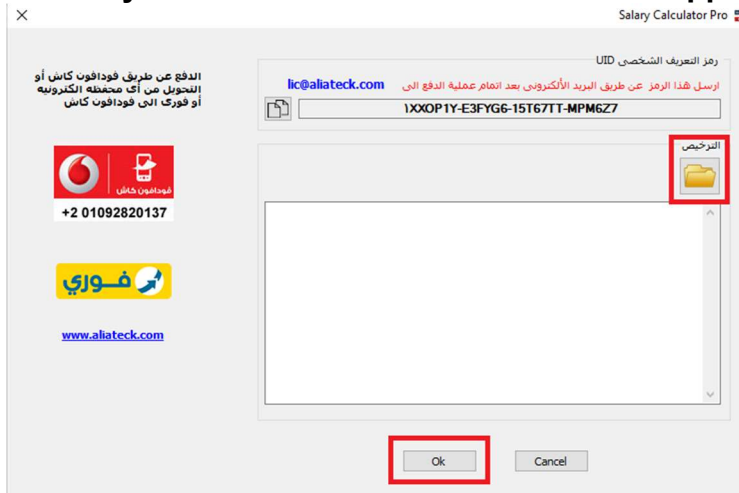 Salary Calculator Pro
رمز التعريف الشخصى UID
ارسل هذا الرمز عن طريق البريد الألكترونى بعد اتمام عملية الدفع الى lic@aliateck.com
1XXOP1Y-E3FYG6-15T67TT-MPM6Z7
الترخيص
الدفع عن طريق فودافون كاش أو
التحويل من أى محفظه الكترونيه
أو فورى الى فودافون كاش
فودافون كاش
+2 01092820137
فــوري
www.aliateck.com
Ok
Cancel